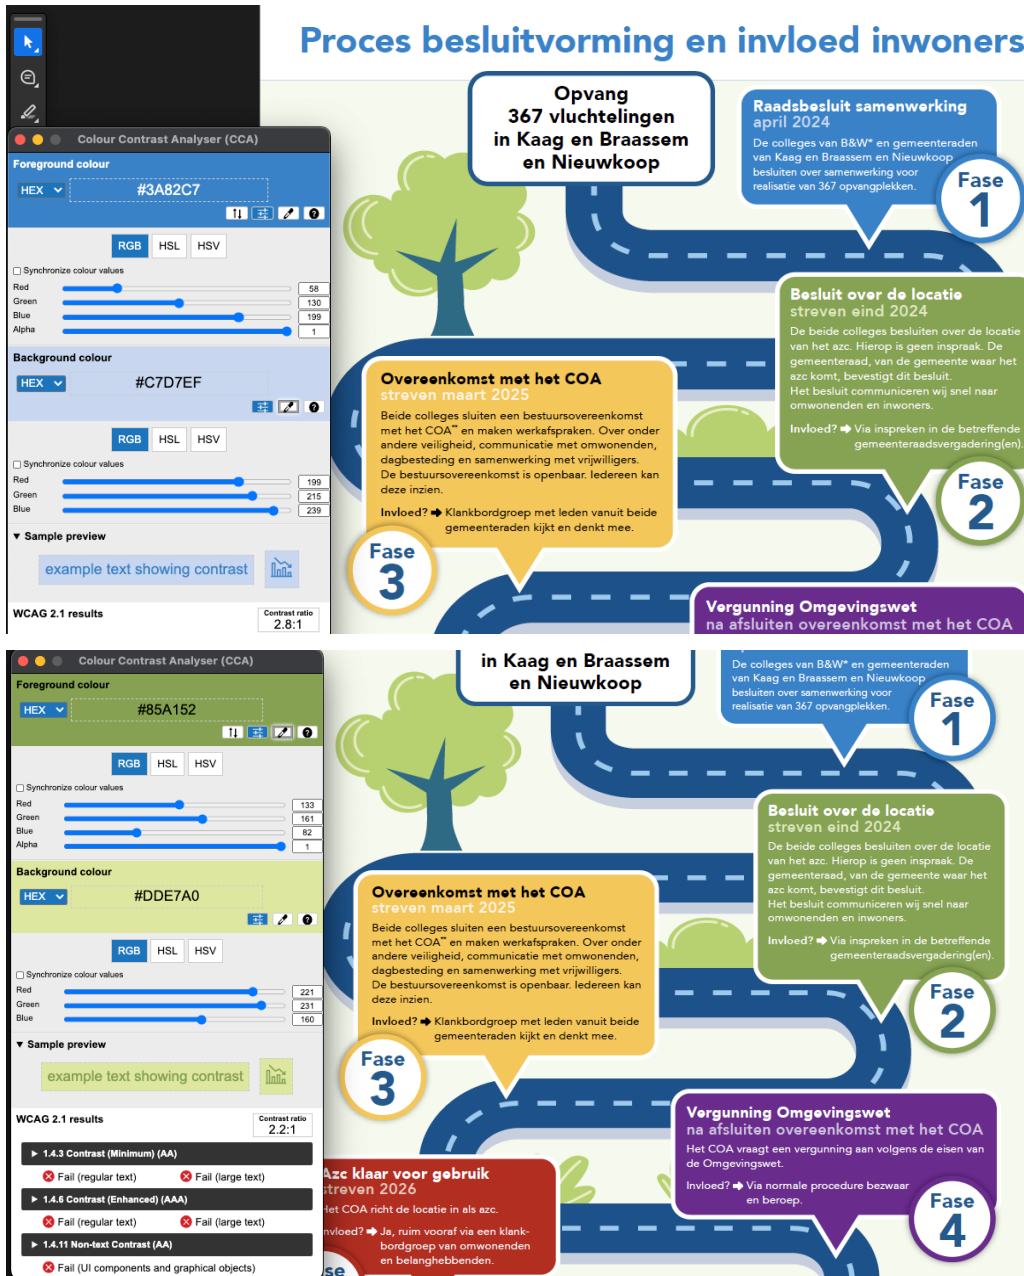 Proces besluitvorming en invloed inwoners
Colour Contrast Analyser (CCA)
Foreground colour
HEX
#3A82C7
RGB
HSL
HSV
Synchronize colour values
Red
58
Green
130
Blue
199
Alpha
1
Background colour
HEX
#C7D7EF
RGB
HSL
HSV
Synchronize colour values
Red
199
Green
215
Blue
239
▼ Sample preview
example text showing contrast
WCAG 2.1 results
Contrast ratio
2.8:1
Opvang
367 vluchtelingen
in Kaag en Braassem
en Nieuwkoop
Raadsbesluit samenwerking
april 2024
De colleges van B&W* en gemeenteraden
van Kaag en Braassem en Nieuwkoop
besluiten over samenwerking voor
realisatie van 367 opvangplekken.
Fase
1
Besluit over de locatie
streven eind 2024
De beide colleges besluiten over de locatie
van het azc. Hierop is geen inspraak. De
gemeenteraad, van de gemeente waar het
azc komt, bevestigt dit besluit.
Het besluit communiceren wij snel naar
omwonenden en inwoners.
Invloed? ➡ Via inspreken in de betreffende
gemeenteraadsvergadering(en).
Fase
2
Overeenkomst met het COA
streven maart 2025
Beide colleges sluiten een bestuursovereenkomst
met het COA** en maken werkafspraken. Over onder
andere veiligheid, communicatie met omwonenden,
dagbesteding en samenwerking met vrijwilligers.
De bestuursovereenkomst is openbaar. Iedereen kan
deze inzien.
Invloed? ➡ Klankbordgroep met leden vanuit beide
gemeenteraden kijkt en denkt mee.
Fase
3
Vergunning Omgevingswet
na afsluiten overeenkomst met het COA
Colour Contrast Analyser (CCA)
Foreground colour
HEX
#85A152
RGB
HSL
HSV
Synchronize colour values
Red
133
Green
161
Blue
82
Alpha
1
Background colour
HEX
#DDE7A0
RGB
HSL
HSV
Synchronize colour values
Red
221
Green
231
Blue
160
▼ Sample preview
example text showing contrast
WCAG 2.1 results
Contrast ratio
2.2:1
▶ 1.4.3 Contrast (Minimum) (AA)
Fail (regular text)
Fail (large text)
▶ 1.4.6 Contrast (Enhanced) (AAA)
Fail (regular text)
Fail (large text)
▶ 1.4.11 Non-text Contrast (AA)
Fail (UI components and graphical objects)
in Kaag en Braassem
en Nieuwkoop
De colleges van B&W* en gemeenteraden
van Kaag en Braassem en Nieuwkoop
besluiten over samenwerking voor
realisatie van 367 opvangplekken.
Fase
1
Besluit over de locatie
streven eind 2024
De beide colleges besluiten over de locatie
van het azc. Hierop is geen inspraak. De
gemeenteraad, van de gemeente waar het
azc komt, bevestigt dit besluit.
Het besluit communiceren wij snel naar
omwonenden en inwoners.
Invloed? ➡ Via inspreken in de betreffende
gemeenteraadsvergadering(en).
Fase
2
Overeenkomst met het COA
streven maart 2025
Beide colleges sluiten een bestuursovereenkomst
met het COA** en maken werkafspraken. Over onder
andere veiligheid, communicatie met omwonenden,
dagbesteding en samenwerking met vrijwilligers.
De bestuursovereenkomst is openbaar. Iedereen kan
deze inzien.
Invloed? ➡ Klankbordgroep met leden vanuit beide
gemeenteraden kijkt en denkt mee.
Fase
3
Vergunning Omgevingswet
na afsluiten overeenkomst met het COA
Het COA vraagt een vergunning aan volgens de eisen van
de Omgevingswet.
Invloed? ➡ Via normale procedure bezwaar
en beroep.
Fase
4
Azc klaar voor gebruik
streven 2026
Het COA richt de locatie in als azc.
nvloed? ➡ Ja, ruim vooraf via een klank-
bordgroep van omwonenden
en belanghebbenden.
se